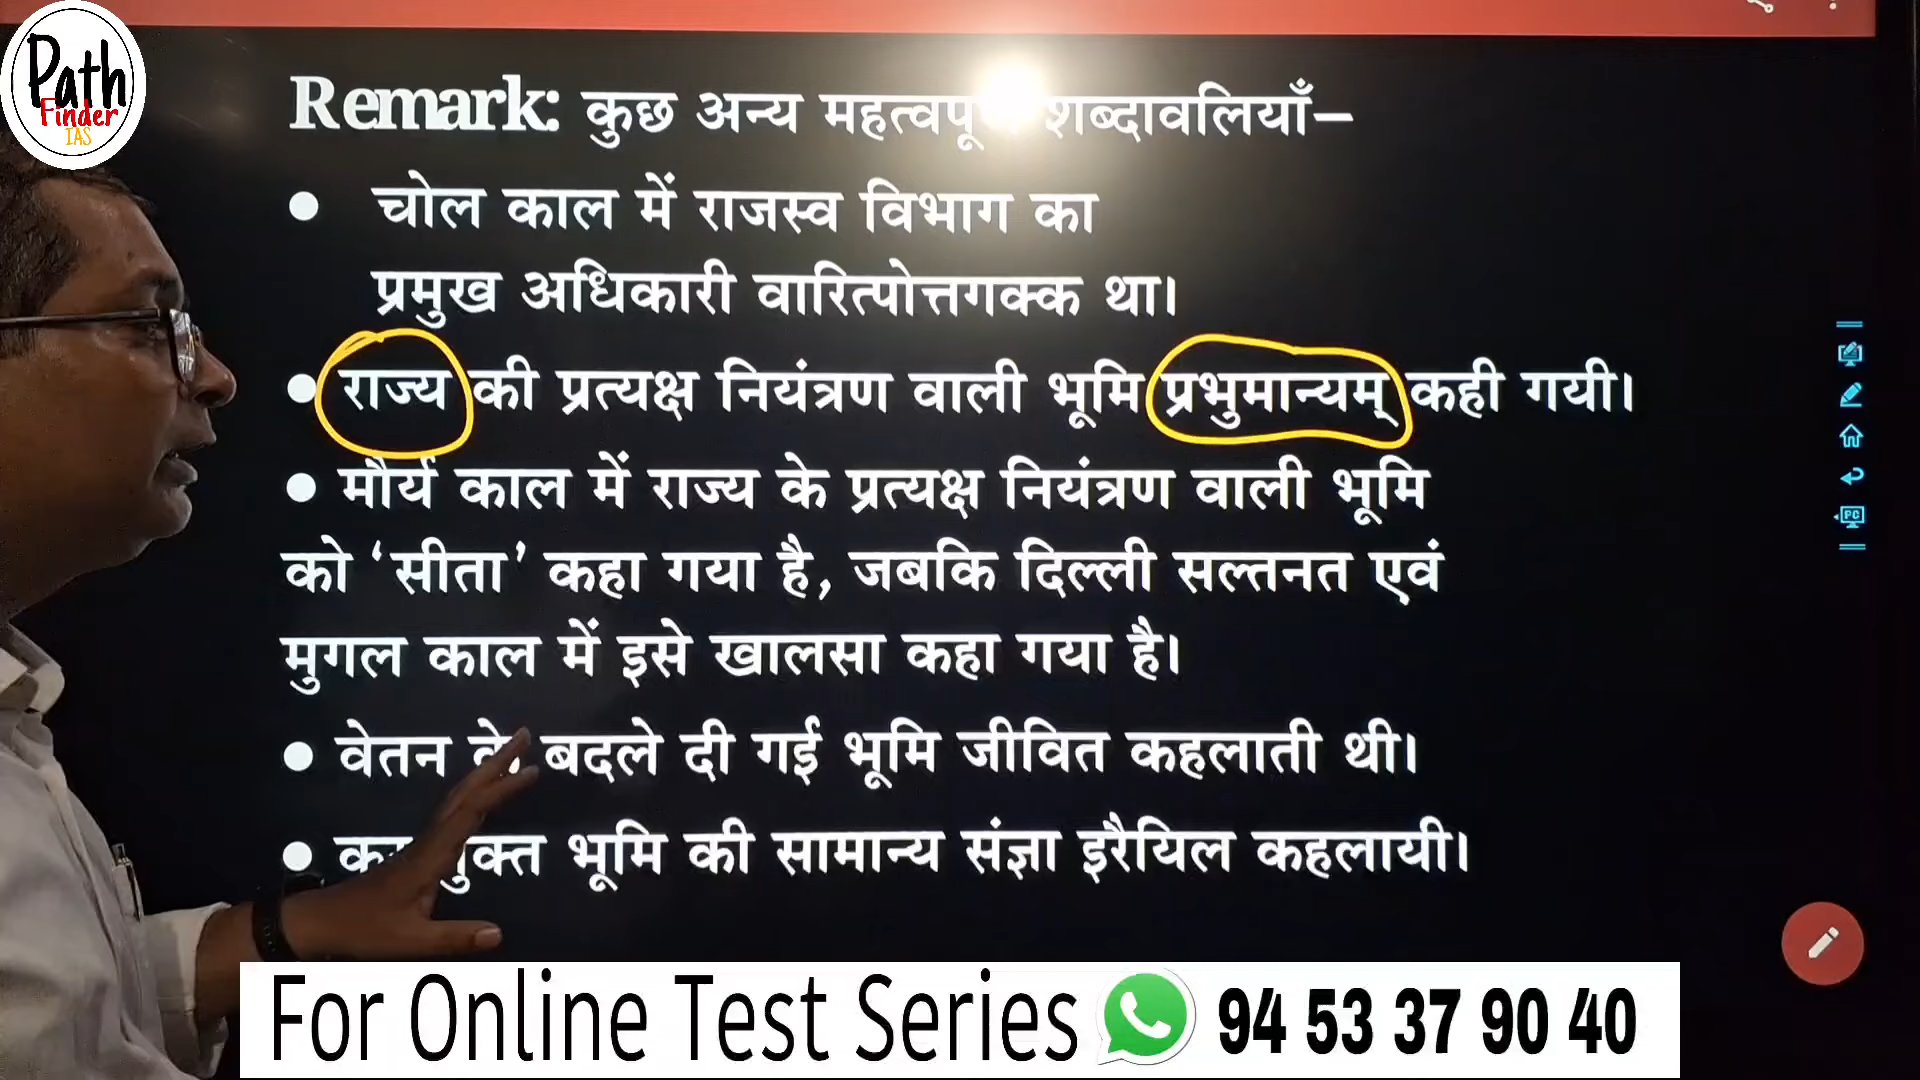 Path
Finder
IAS
Remark: कुछ अन्य शब्दावलियाँ–
● चोल काल में राजस्व विभाग का
प्रमुख अधिकारी वारित्पोत्तगक्क था।
● राज्य की प्रत्यक्ष नियंत्रण वाली भूमि प्रभुमान्यम् कही गयी।
● मौर्य काल में राज्य के प्रत्यक्ष नियंत्रण वाली भूमि
को ‘सीता’ कहा गया है, जबकि दिल्ली सल्तनत एवं
मुगल काल में इसे खालसा कहा गया है।
● वेतन के बदले दी गई भूमि जीवित कहलाती थी।
● भूमि की सामान्य संज्ञा इरैयिल कहलायी।
PC
For Online Test Series 94 53 37 90 40